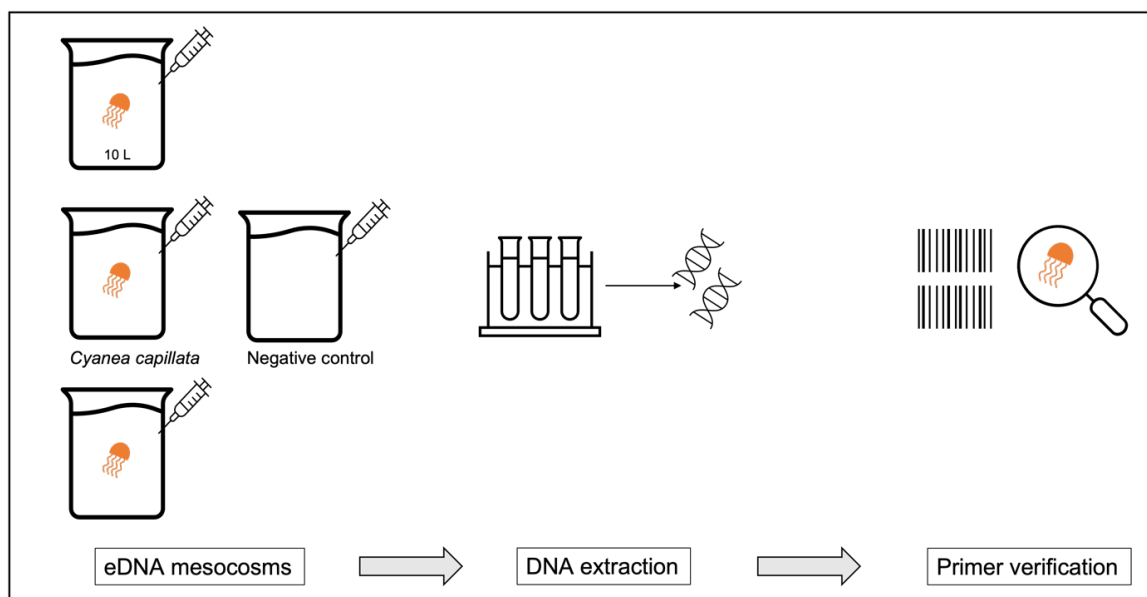 10 L
Cyanea capillata
Negative control
eDNA mesocosms
DNA extraction
Primer verification